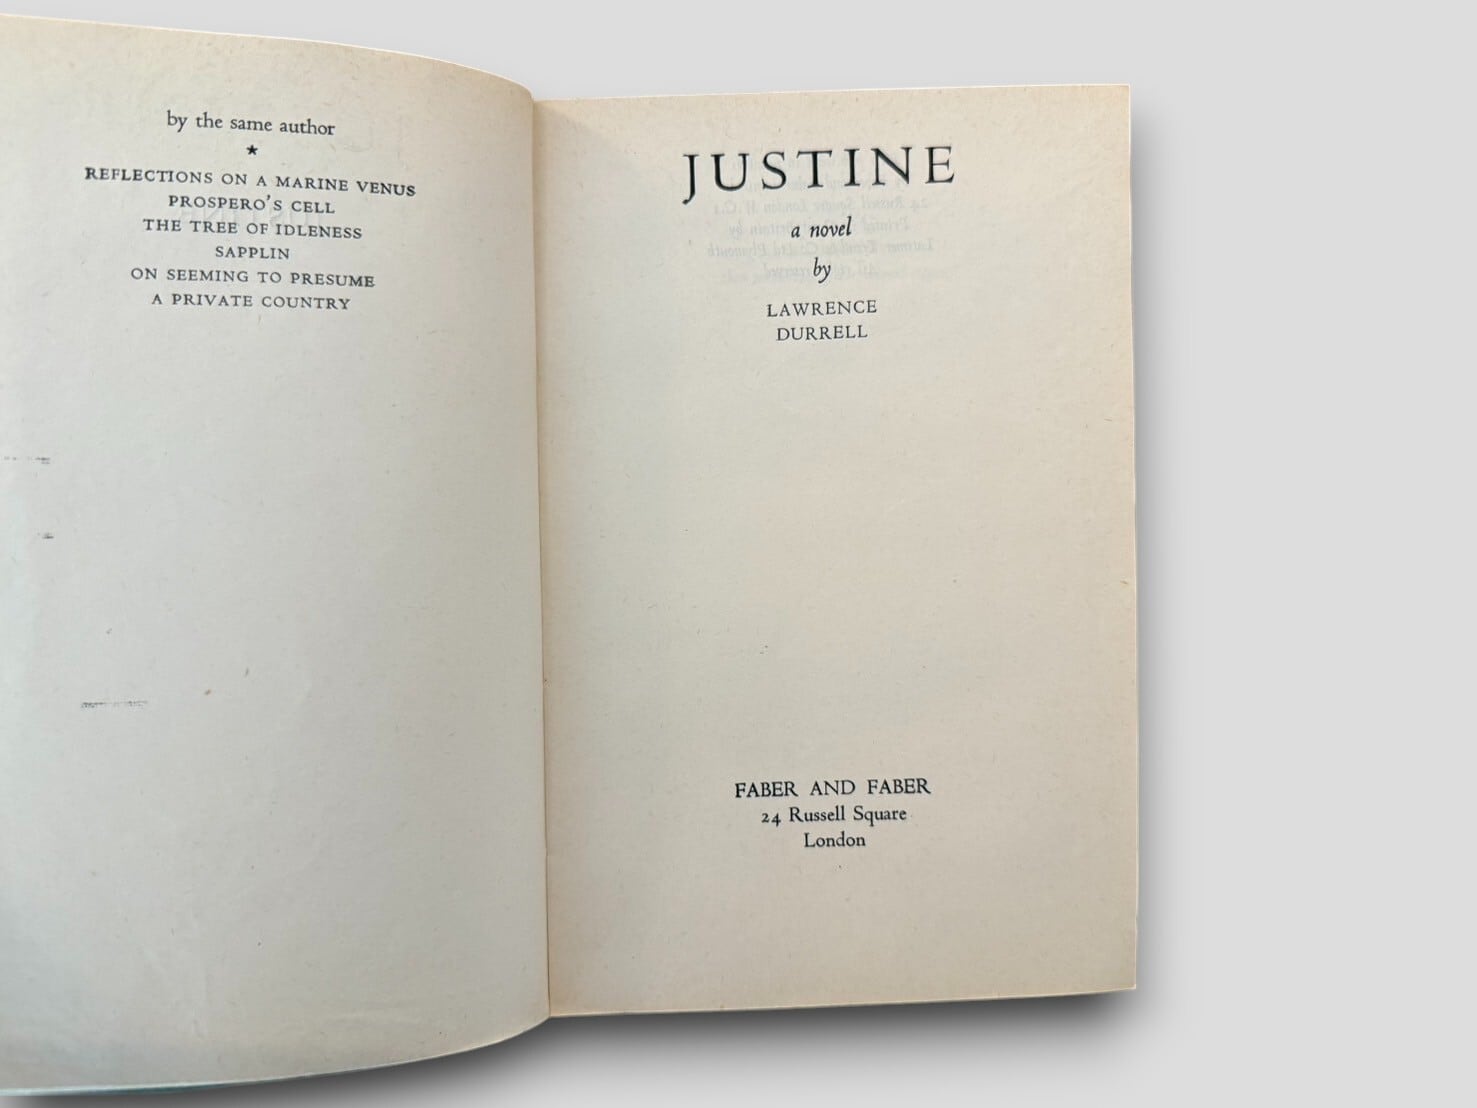 by the same author
★
REFLECTIONS ON A MARINE VENUS
PROSPERO'S CELL
THE TREE OF IDLENESS
SAPPLIN
ON SEEMING TO PRESUME
A PRIVATE COUNTRY
JUSTINE
a novel
by
LAWRENCE
DURRELL
FABER AND FABER
24 Russell Square
London